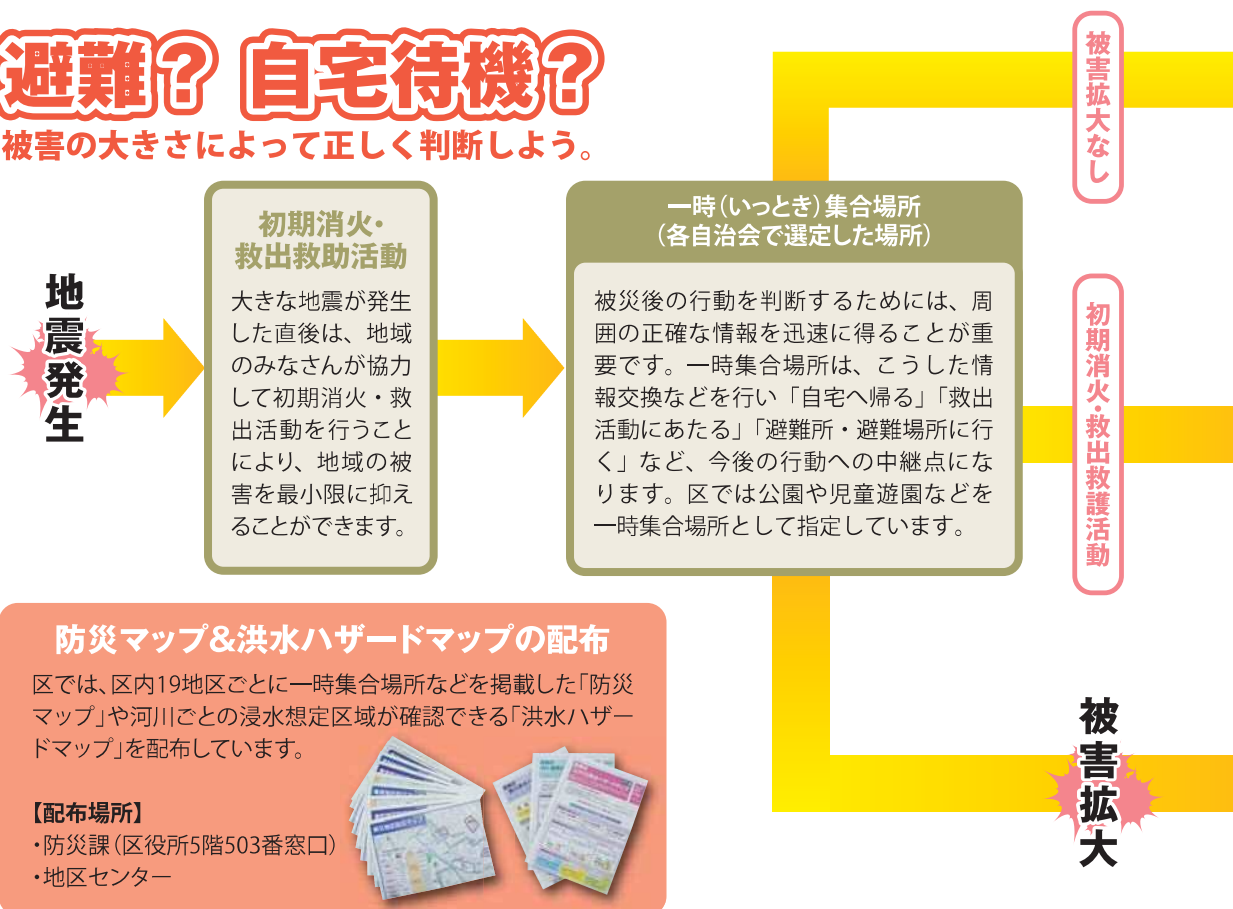 避難？ 自宅待機？
被害の大きさによって正しく判断しよう。
地震発生
初期消火・
救出救助活動
大きな地震が発生
した直後は、地域
のみなさんが協力
して初期消火・救
出活動を行うこと
により、地域の被
害を最小限に抑え
ることができます。
一時（いっとき）集合場所
（各自治会で選定した場所）
被災後の行動を判断するためには、周
囲の正確な情報を迅速に得ることが重
要です。一時集合場所は、こうした情
報交換などを行い「自宅へ帰る」「救出
活動にあたる」「避難所・避難場所に行
く」など、今後の行動への中継点にな
ります。区では公園や児童遊園などを
一時集合場所として指定しています。
被害拡大なし
初期消火・救出救護活動
被害拡大
防災マップ&洪水ハザードマップの配布
区では、区内19地区ごとに一時集合場所などを掲載した「防災
マップ」や河川ごとの浸水想定区域が確認できる「洪水ハザー
ドマップ」を配布しています。
【配布場所】
・防災課（区役所5階503番窓口）
・地区センター